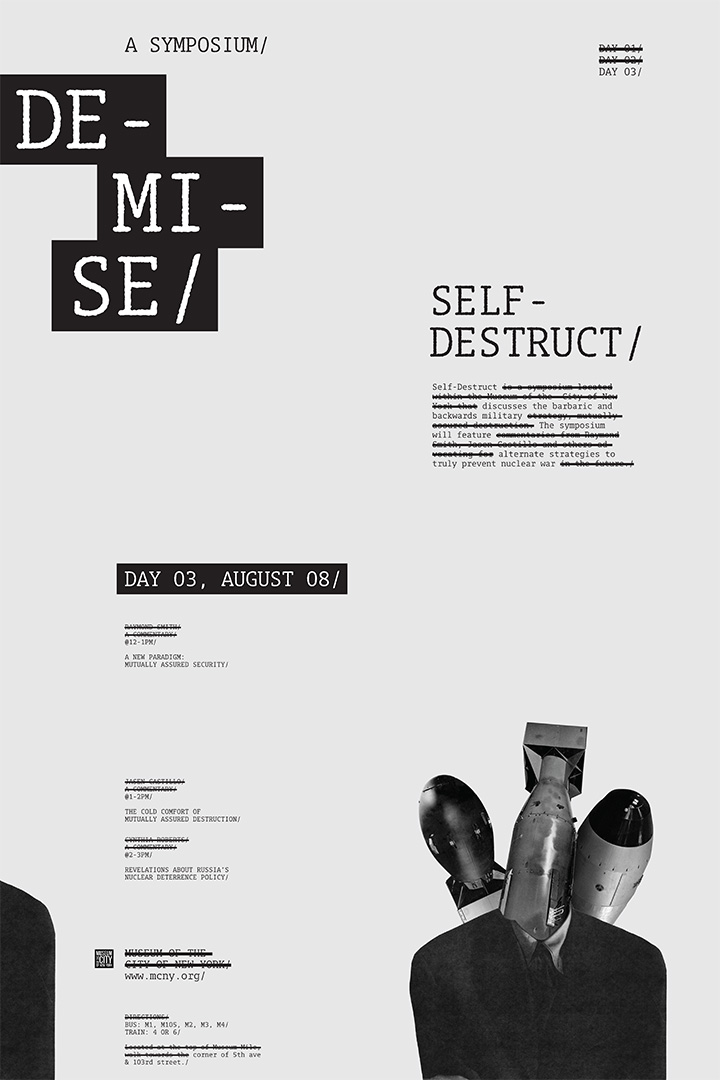 A SYMPOSIUM/
DAY 01/
DAY 02/
DAY 03/
DE-
MI-
SE/
SELF-
DESTRUCT/
Self-Destruct is a symposium located
within the Museum of the City of New
York that discusses the barbaric and
backwards military strategy, mutually
assured destruction. The symposium
will feature commentaries from Raymond
Smith, Jasen Castillo and others ad-
vocating for alternate strategies to
truly prevent nuclear war in the future./
DAY 03, AUGUST 08/
RAYMOND SMITH/
A COMMENTARY/
@12-1PM/
A NEW PARADIGM:
MUTUALLY ASSURED SECURITY/
JASEN CASTILLO/
A COMMENTARY/
@1-2PM/
THE COLD COMFORT OF
MUTUALLY ASSURED DESTRUCTION/
CYNTHIA ROBERTS/
A COMMENTARY/
@2-3PM/
REVELATIONS ABOUT RUSSIA'S
NUCLEAR DETERRENCE POLICY/
MUSEUM
CITY
MUSEUM OF THE
CITY OF NEW YORK/
www.mcny.org/
DIRECTIONS/
BUS: M1, M10S, M2, M3, M4/
TRAIN: 4 OR 6/
Located at the top of Museum Mile,
walk towards the corner of 5th ave
& 103rd street./